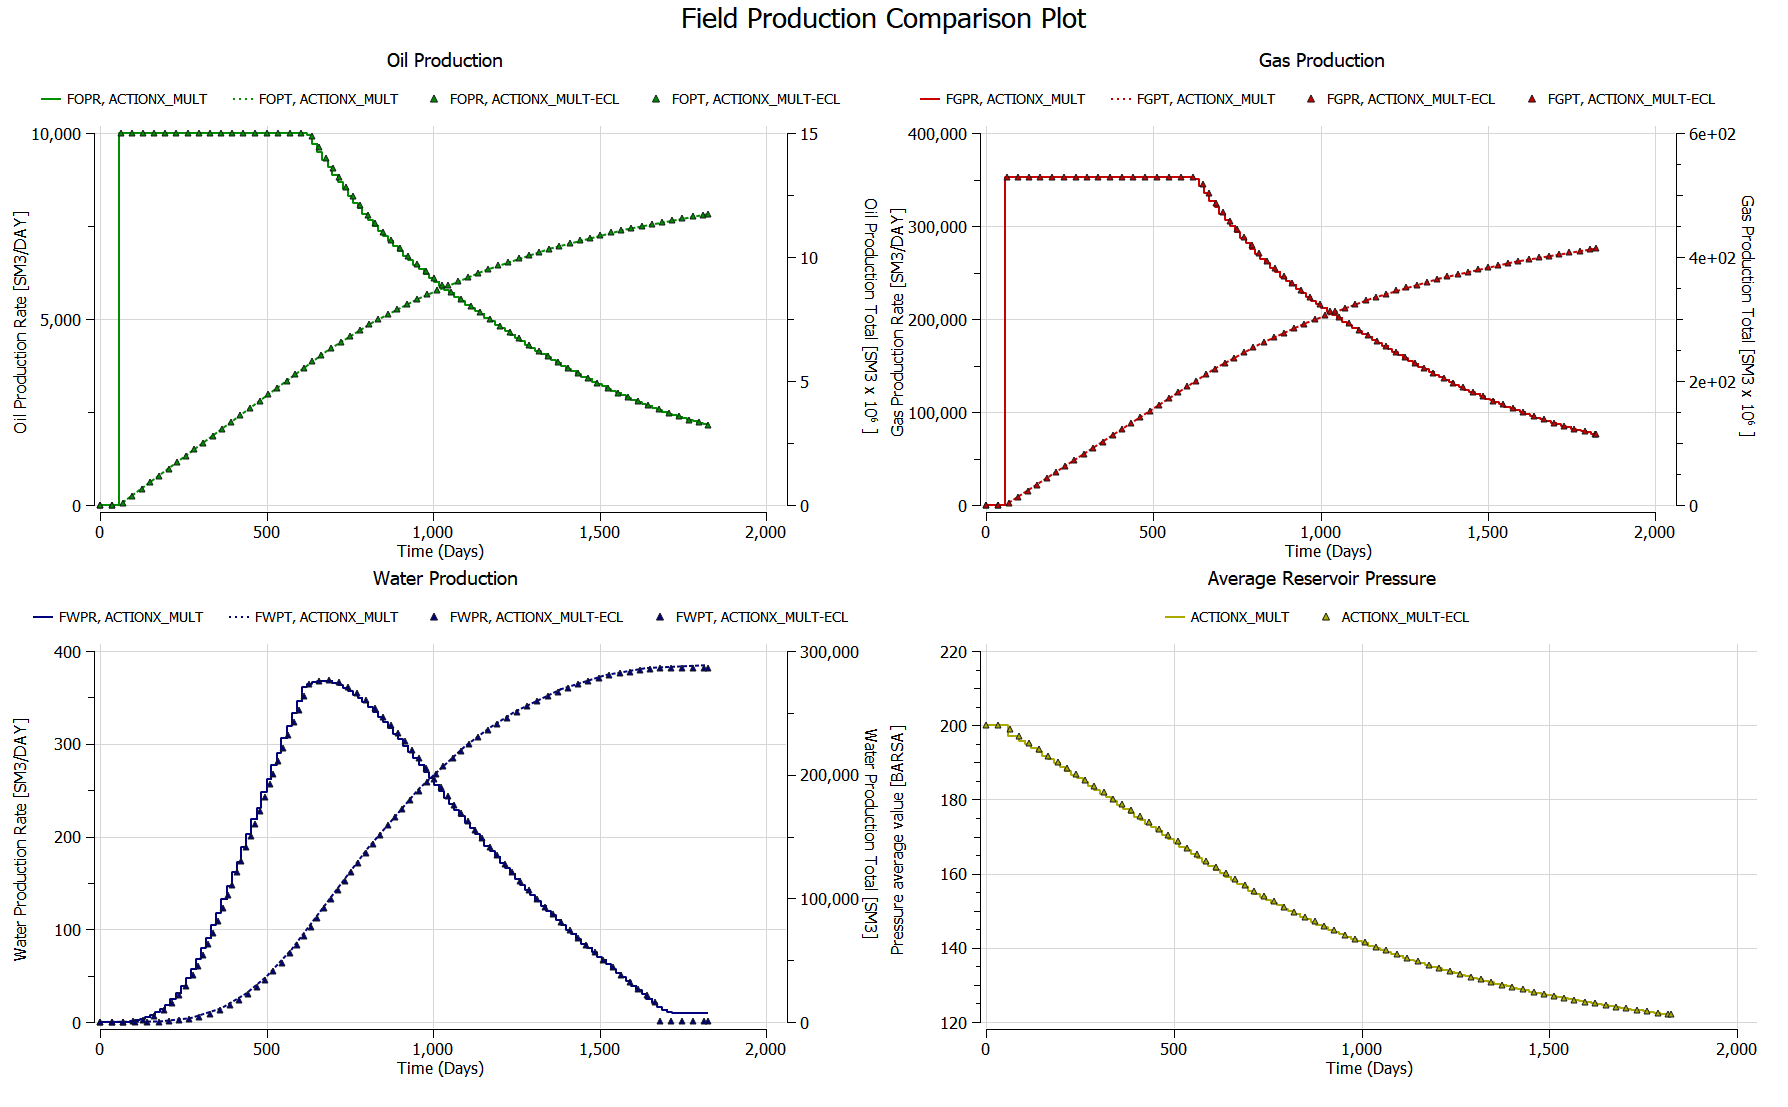 Field Production Comparison Plot
Oil Production
FOPR, ACTIONX_MULT FOPT, ACTIONX_MULT FOPR, ACTIONX_MULT-ECL FOPT, ACTIONX_MULT-ECL
10,000
5,000
0
15
10
5
0
0 500 1,000 1,500 2,000
Time (Days)
Oil Production Rate [SM3/DAY]
Oil Production Total [SM3 x 10⁶ ]
Gas Production
FGPR, ACTIONX_MULT FGPT, ACTIONX_MULT FGPR, ACTIONX_MULT-ECL FGPT, ACTIONX_MULT-ECL
400,000
300,000
200,000
100,000
0
6e+02
4e+02
2e+02
0
0 500 1,000 1,500 2,000
Time (Days)
Gas Production Rate [SM3/DAY]
Gas Production Total [SM3 x 10⁶ ]
Water Production
FWPR, ACTIONX_MULT FWPT, ACTIONX_MULT FWPR, ACTIONX_MULT-ECL FWPT, ACTIONX_MULT-ECL
400
300
200
100
0
300,000
200,000
100,000
0
0 500 1,000 1,500 2,000
Time (Days)
Water Production Rate [SM3/DAY]
Water Production Total [SM3]
Average Reservoir Pressure
ACTIONX_MULT ACTIONX_MULT-ECL
220
200
180
160
140
120
0 500 1,000 1,500 2,000
Time (Days)
Pressure average value [BARSA]